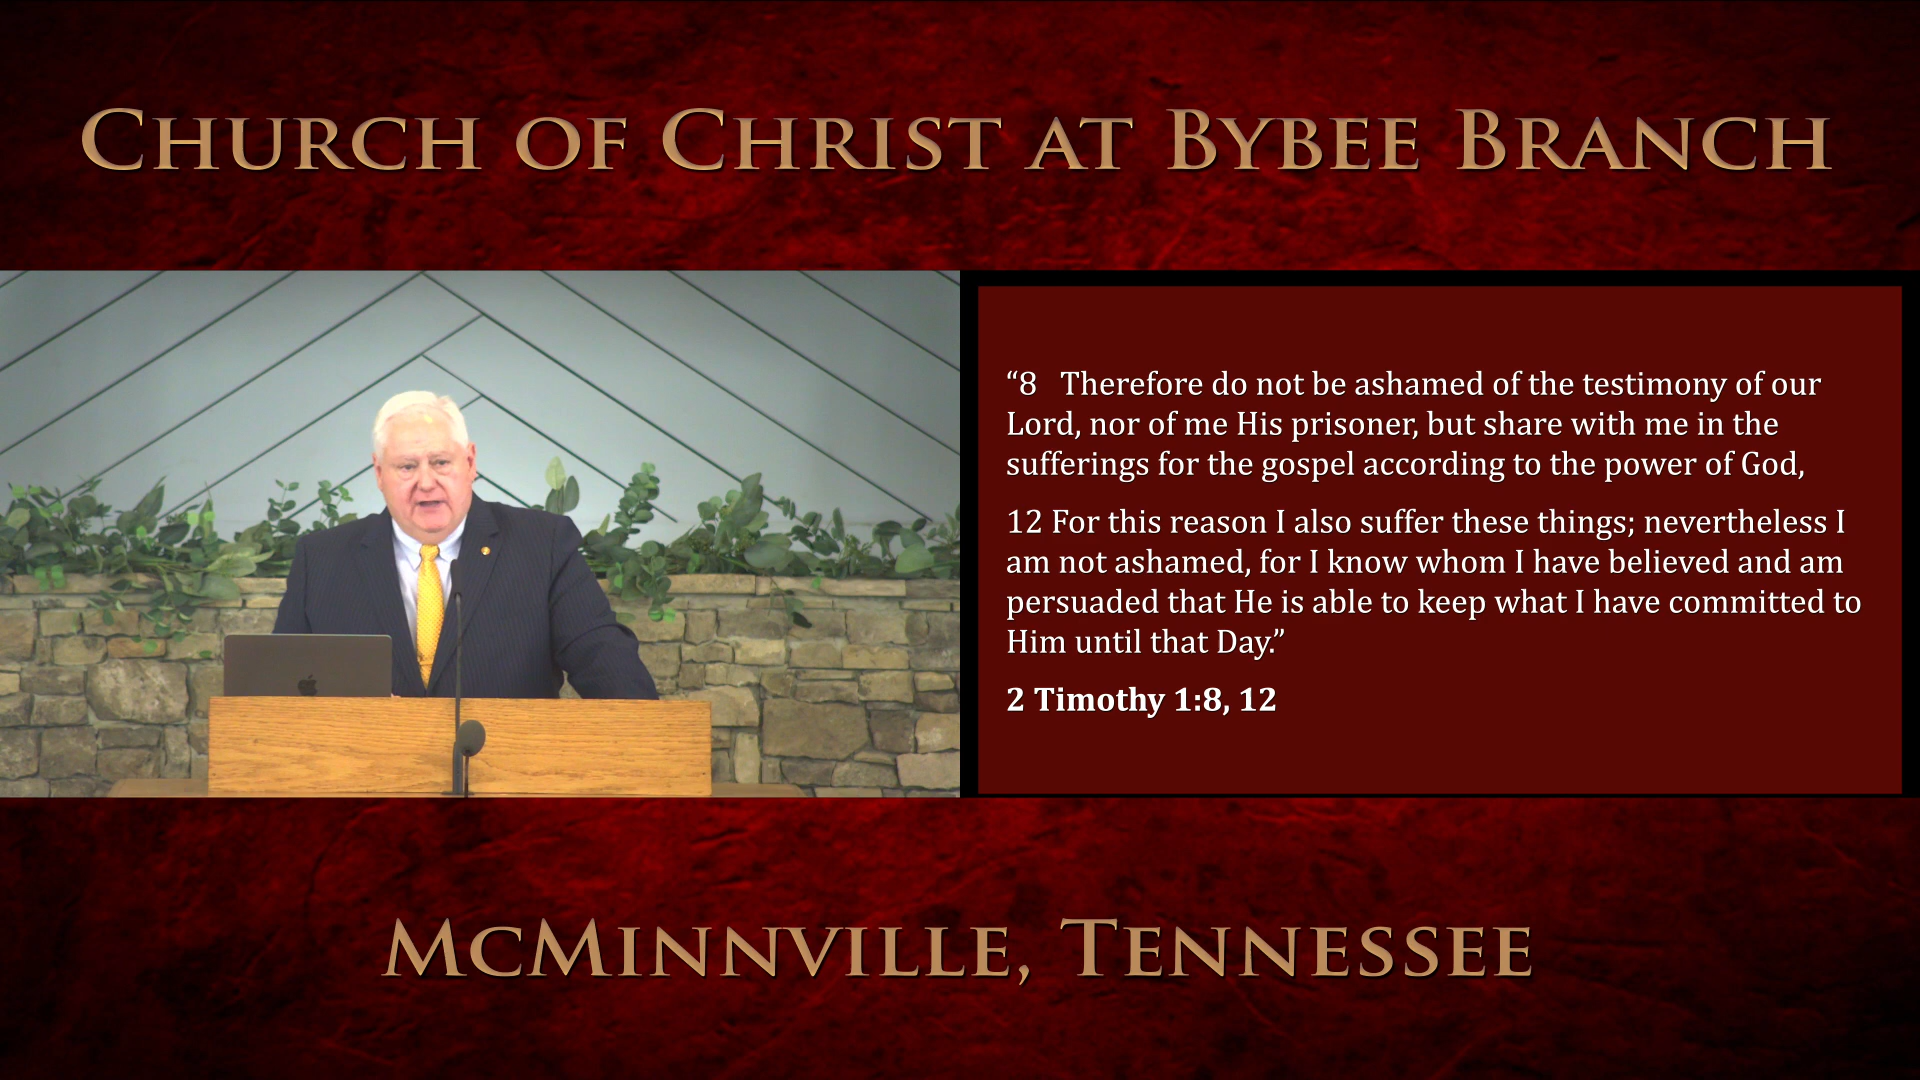 Church of Christ at Bybee Branch
“8 Therefore do not be ashamed of the testimony of our
Lord, nor of me His prisoner, but share with me in the
sufferings for the gospel according to the power of God,
12 For this reason I also suffer these things; nevertheless I
am not ashamed, for I know whom I have believed and am
persuaded that He is able to keep what I have committed to
Him until that Day.”
2 Timothy 1:8, 12
McMinnville, Tennessee